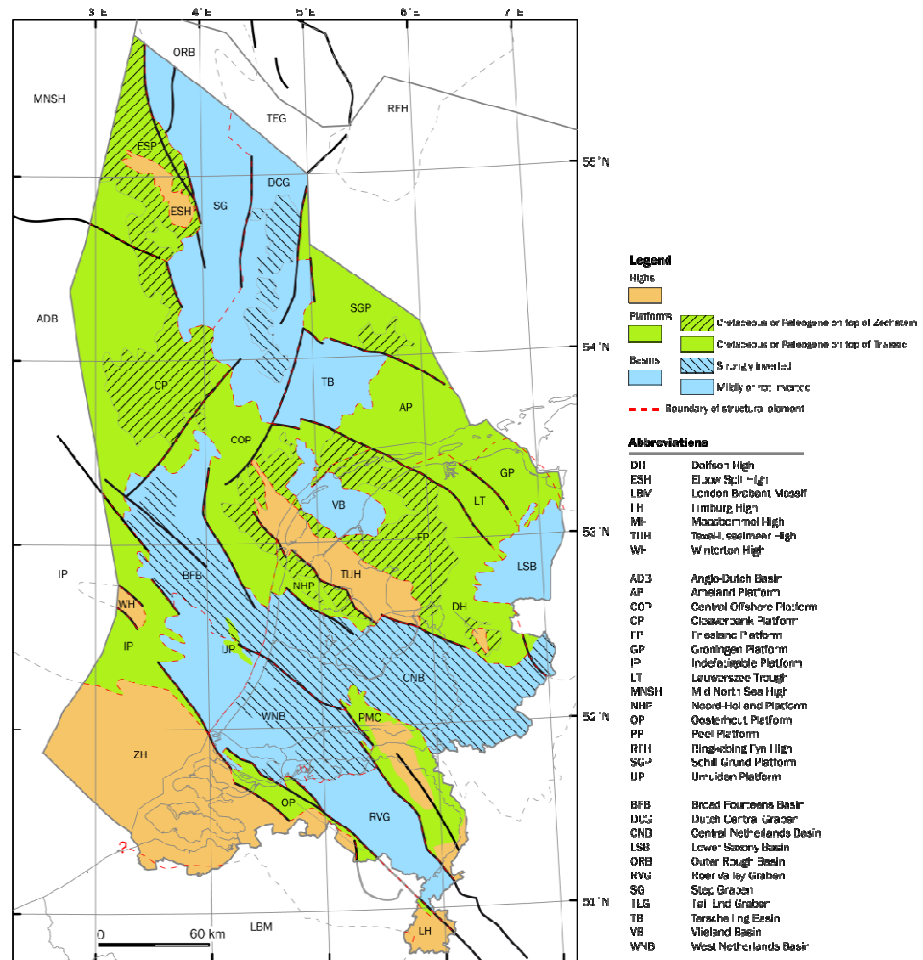 3°E 4°E 5°E 6°E 7°E
ORB
MNSH
RFH
ESP
55°N
DCG
SG
ESH
SGP
ADB
54°N
TB
CP
AP
COP
GP
LT
VB
53°N
FP
LSB
IP
BFB
TIJH
NHP
WH
DH
IP
UP
CNB
WNB
PMC
52°N
ZH
OP
RVG
?
51°N
LBM
LH
0 60 km
Legend
Highs
Platforms
Cretaceous or Paleogene on top of Zechstein
Cretaceous or Paleogene on top of Triassic
Basins
Strongly inverted
Mildly or not inverted
Boundary of structural element
Abbreviations
DH Dalfsen High
ESH Elbow Spit High
LBM London Brabant Massif
LH Limburg High
MH Maasbommel High
TIJH Texel-IJsselmeer High
WH Winterton High
ADB Anglo-Dutch Basin
AP Ameland Platform
COP Central Offshore Platform
CP Cleaverbank Platform
FP Friesland Platform
GP Groningen Platform
IP Indefatigable Platform
LT Lauwerszee Trough
MNSH Mid North Sea High
NHP Noord-Holland Platform
OP Oosterhout Platform
PP Peel Platform
RFH Ringkøbing Fyn High
SGP Schill Grund Platform
UP IJmuiden Platform
BFB Broad Fourteens Basin
DCG Dutch Central Graben
CNB Central Netherlands Basin
LSB Lower Saxony Basin
ORB Outer Rough Basin
RVG Roer Valley Graben
SG Step Graben
TEG Tail End Graben
TB Terschelling Basin
VB Vlieland Basin
WNB West Netherlands Basin